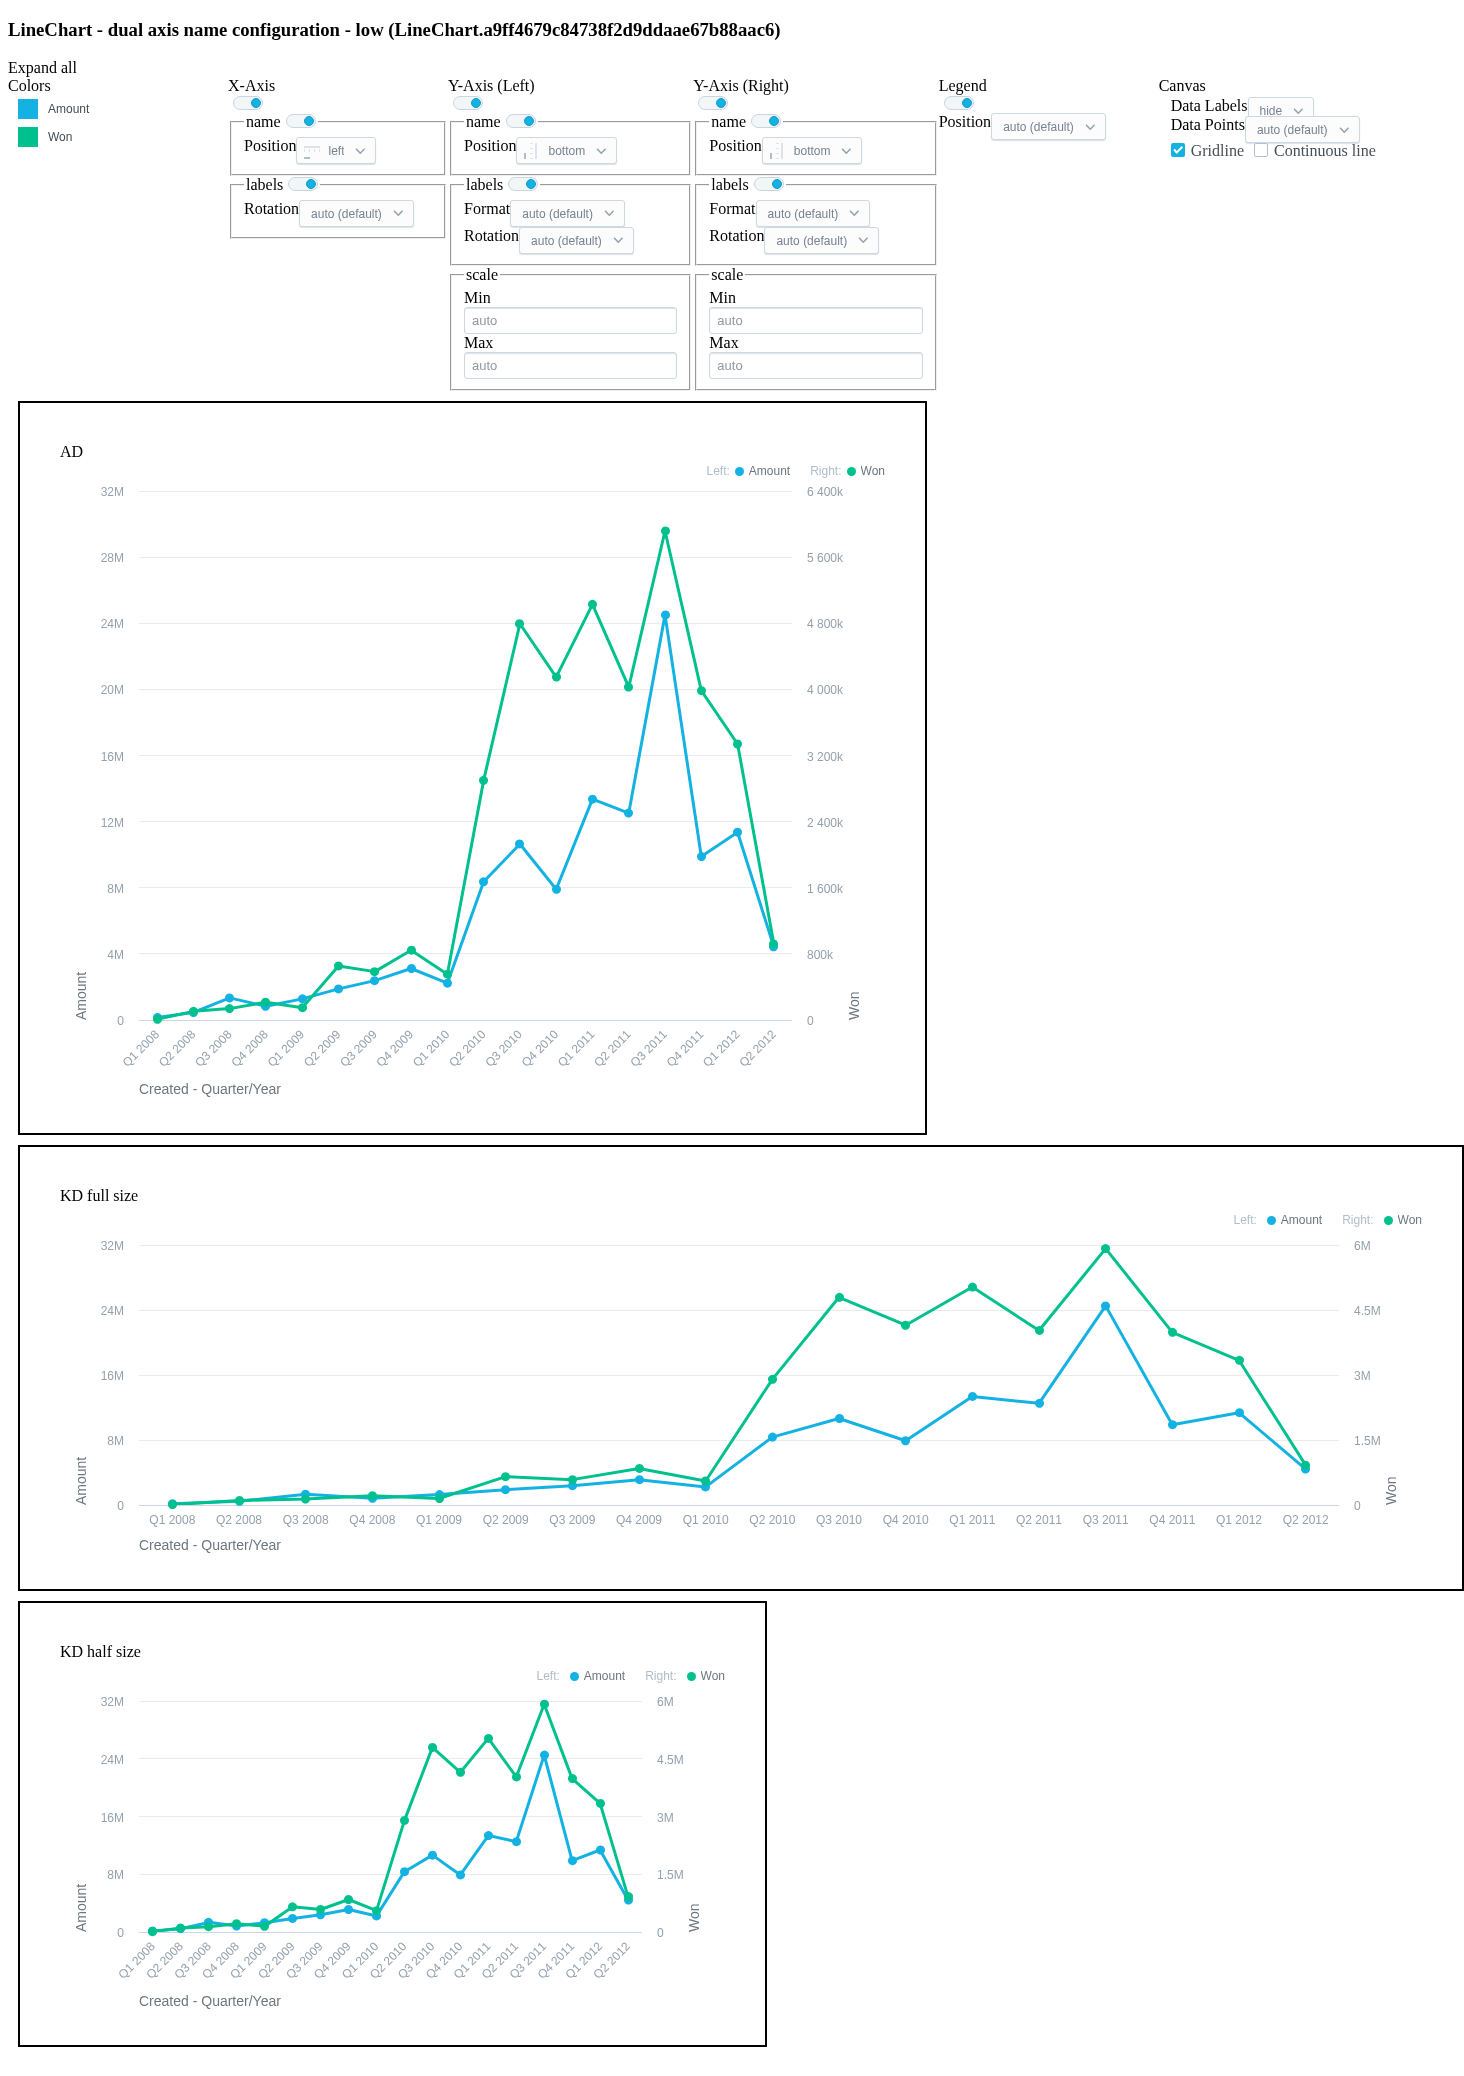 LineChart - dual axis name configuration - low (LineChart.a9ff4679c84738f2d9ddaae67b88aac6)
Expand all
Colors
Amount
Won
X-Axis
name
Position left
labels
Rotation auto (default)
Y-Axis (Left)
name
Position bottom
labels
Format auto (default)
Rotation auto (default)
scale
Min
auto
Max
auto
Y-Axis (Right)
name
Position bottom
labels
Format auto (default)
Rotation auto (default)
scale
Min
auto
Max
auto
Legend
Position auto (default)
Canvas
Data Labels hide
Data Points auto (default)
Gridline Continuous line
AD
Left: Amount Right: Won
32M 6 400k
28M 5 600k
24M 4 800k
20M 4 000k
16M 3 200k
12M 2 400k
8M 1 600k
4M 800k
0 0
Amount
Won
Q1 2008 Q2 2008 Q3 2008 Q4 2008 Q1 2009 Q2 2009 Q3 2009 Q4 2009 Q1 2010 Q2 2010 Q3 2010 Q4 2010 Q1 2011 Q2 2011 Q3 2011 Q4 2011 Q1 2012 Q2 2012
Created - Quarter/Year
KD full size
Left: Amount Right: Won
32M 6M
24M 4.5M
16M 3M
8M 1.5M
0 0
Amount
Won
Q1 2008 Q2 2008 Q3 2008 Q4 2008 Q1 2009 Q2 2009 Q3 2009 Q4 2009 Q1 2010 Q2 2010 Q3 2010 Q4 2010 Q1 2011 Q2 2011 Q3 2011 Q4 2011 Q1 2012 Q2 2012
Created - Quarter/Year
KD half size
Left: Amount Right: Won
32M 6M
24M 4.5M
16M 3M
8M 1.5M
0 0
Amount
Won
Q1 2008 Q2 2008 Q3 2008 Q4 2008 Q1 2009 Q2 2009 Q3 2009 Q4 2009 Q1 2010 Q2 2010 Q3 2010 Q4 2010 Q1 2011 Q2 2011 Q3 2011 Q4 2011 Q1 2012 Q2 2012
Created - Quarter/Year